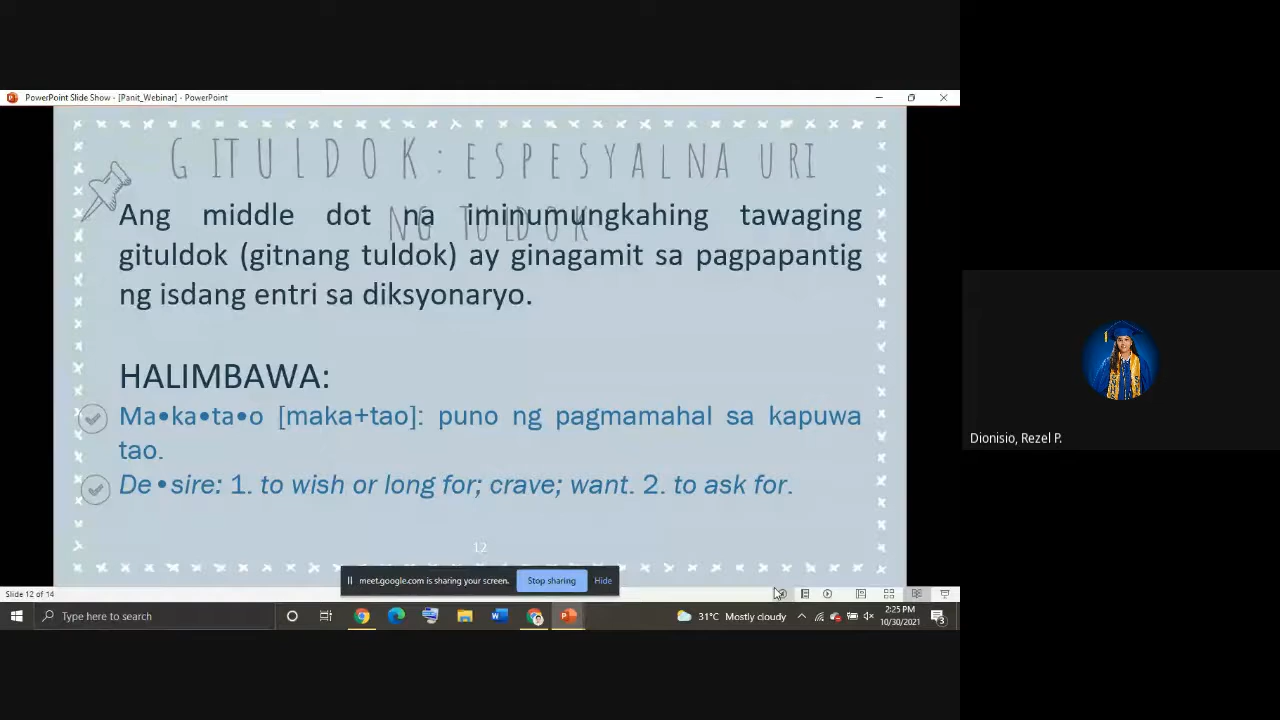 PowerPoint Slide Show - [Panit_Webinar] - PowerPoint
GITULDOK: ESPESYAL NA URI
NG TULDOK
Ang middle dot na iminumungkahing tawaging
gituldok (gitnang tuldok) ay ginagamit sa pagpapantig
ng isdang entri sa diksyonaryo.
HALIMBAWA:
Ma•ka•ta•o [maka+tao]: puno ng pagmamahal sa kapuwa
tao.
De•sire: 1. to wish or long for; crave; want. 2. to ask for.
12
meet.google.com is sharing your screen. Stop sharing Hide
Dionisio, Rezel P.
Slide 12 of 14
Type here to search
31°C Mostly cloudy
2:25 PM
10/30/2021
3